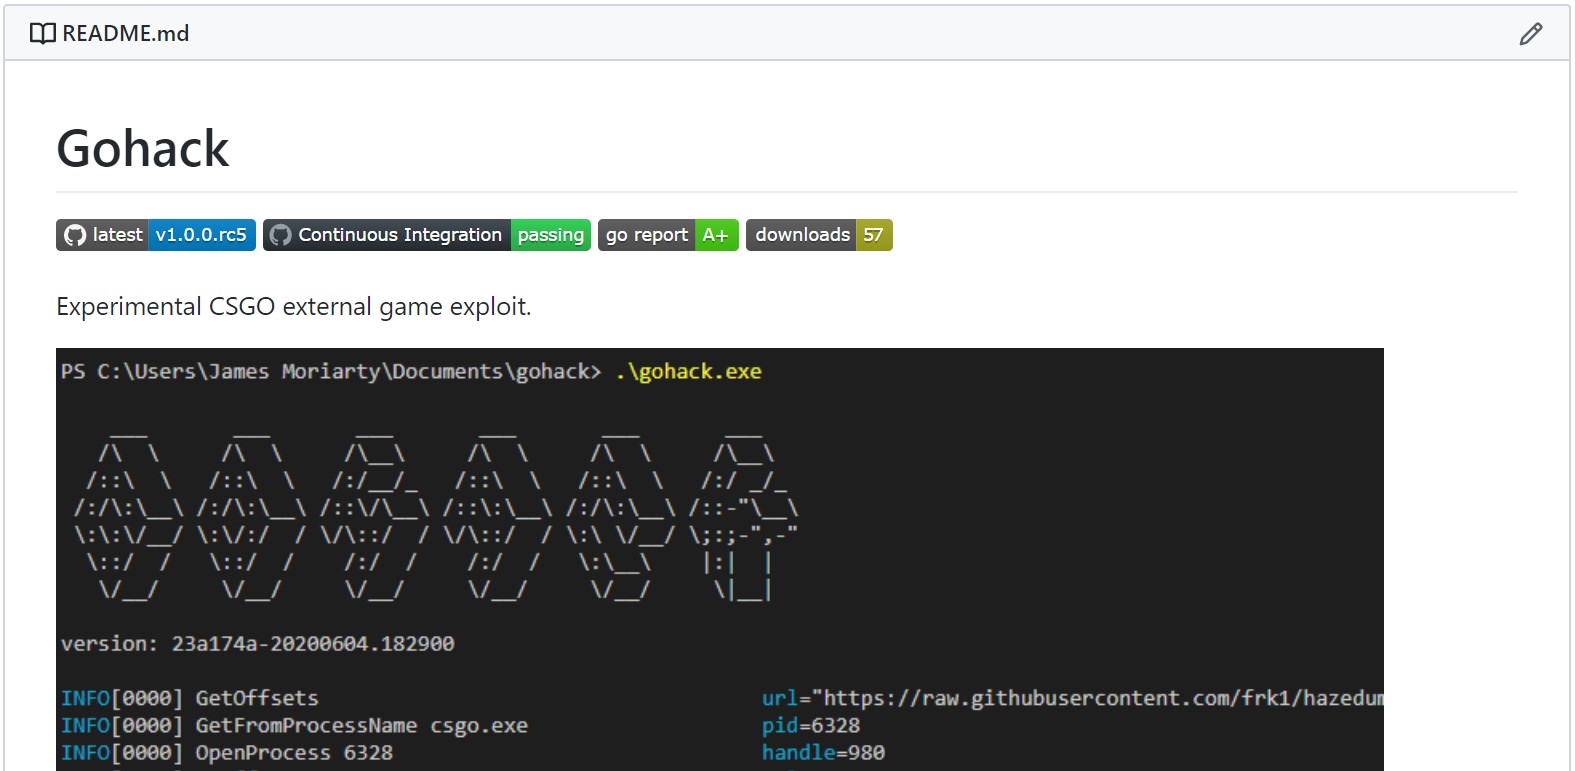 README.md
Gohack
latest v1.0.0.rc5 Continuous Integration passing go report A+ downloads 57
Experimental CSGO external game exploit.
PS C:\Users\James Moriarty\Documents\gohack> .\gohack.exe
version: 23a174a-20200604.182900
INFO[0000] GetOffsets url="https://raw.githubusercontent.com/frk1/hazedum
INFO[0000] GetFromProcessName csgo.exe pid=6328
INFO[0000] OpenProcess 6328 handle=980